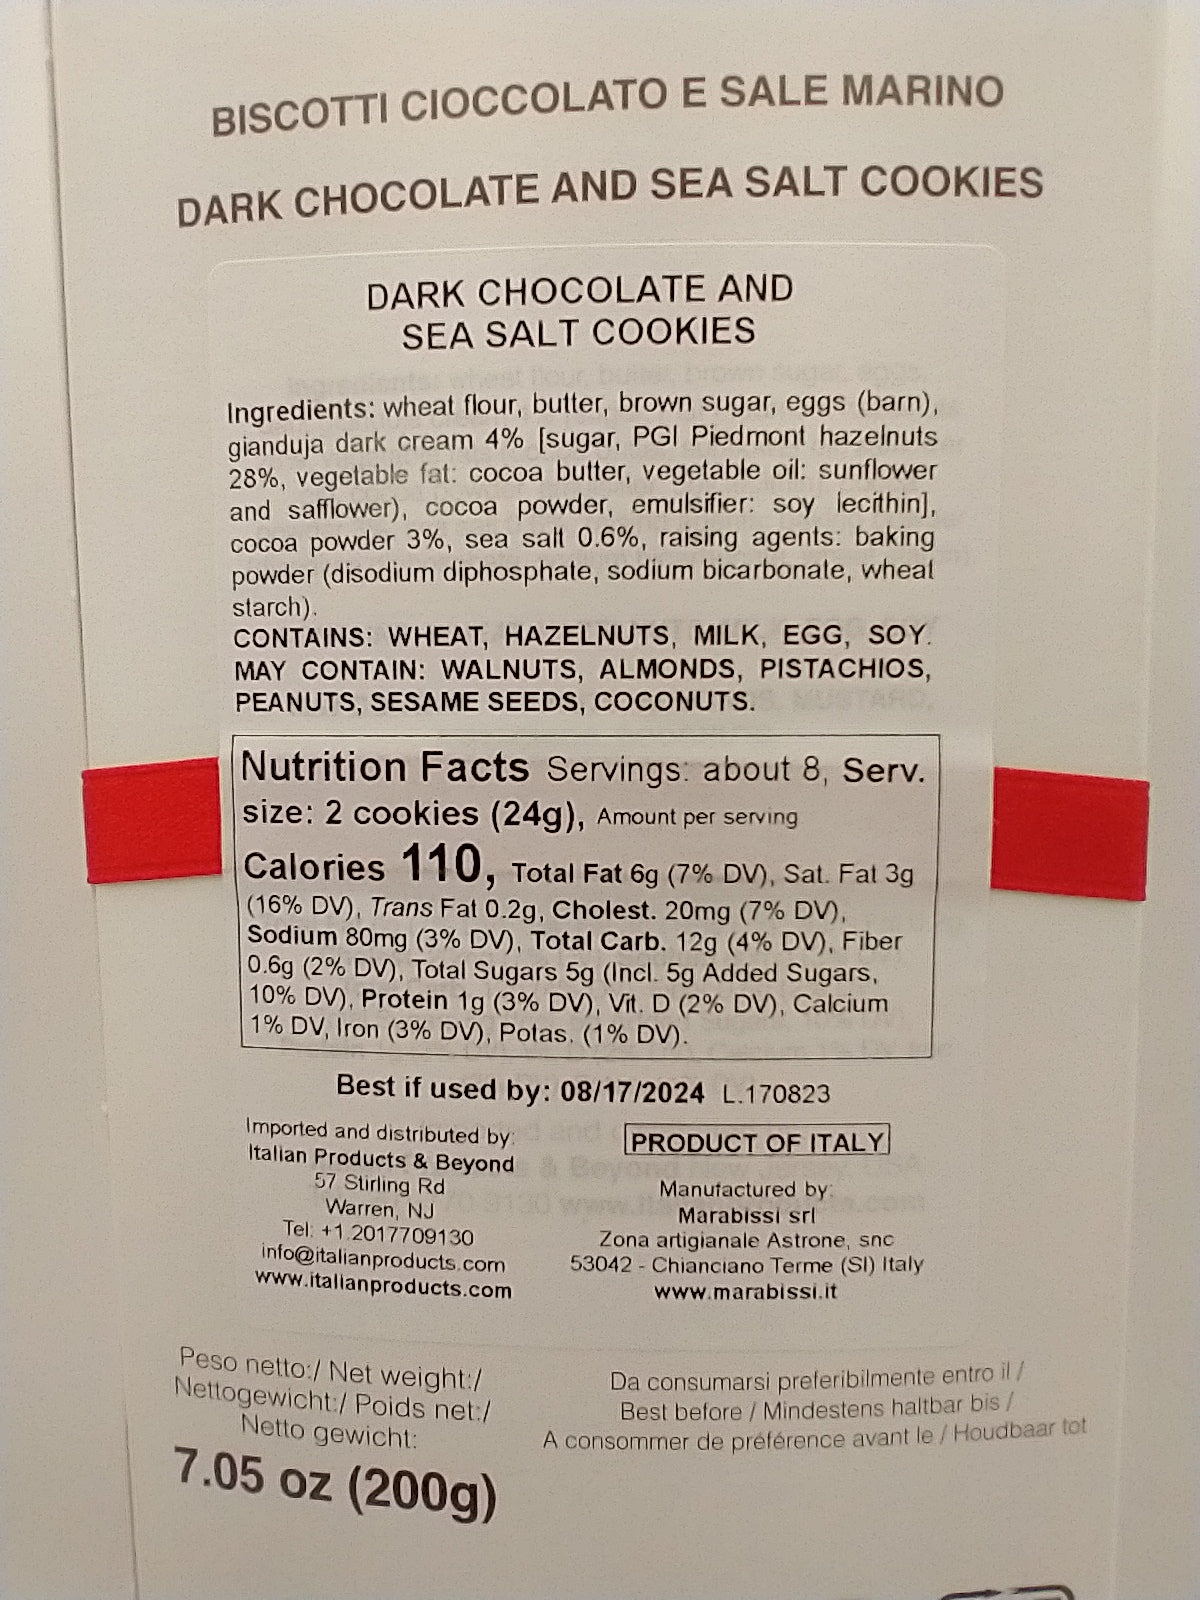 BISCOTTI CIOCCOLATO E SALE MARINO
DARK CHOCOLATE AND SEA SALT COOKIES
DARK CHOCOLATE AND
SEA SALT COOKIES
Ingredients: wheat flour, butter, brown sugar, eggs (barn),
gianduja dark cream 4% [sugar, PGI Piedmont hazelnuts
28%, vegetable fat: cocoa butter, vegetable oil: sunflower
and safflower), cocoa powder, emulsifier: soy lecithin],
cocoa powder 3%, sea salt 0.6%, raising agents: baking
powder (disodium diphosphate, sodium bicarbonate, wheat
starch).
CONTAINS: WHEAT, HAZELNUTS, MILK, EGG, SOY.
MAY CONTAIN: WALNUTS, ALMONDS, PISTACHIOS,
PEANUTS, SESAME SEEDS, COCONUTS.
Nutrition Facts Servings: about 8, Serv.
size: 2 cookies (24g), Amount per serving
Calories 110, Total Fat 6g (7% DV), Sat. Fat 3g
(16% DV), Trans Fat 0.2g, Cholest. 20mg (7% DV),
Sodium 80mg (3% DV), Total Carb. 12g (4% DV), Fiber
0.6g (2% DV), Total Sugars 5g (Incl. 5g Added Sugars,
10% DV), Protein 1g (3% DV), Vit. D (2% DV), Calcium
1% DV, Iron (3% DV), Potas. (1% DV).
Best if used by: 08/17/2024 L.170823
Imported and distributed by:
Italian Products & Beyond
57 Stirling Rd
Warren, NJ
Tel: +1.2017709130
info@italianproducts.com
www.italianproducts.com
PRODUCT OF ITALY
Manufactured by:
Marabissi srl
Zona artigianale Astrone, snc
53042 - Chianciano Terme (SI) Italy
www.marabissi.it
Peso netto:/ Net weight:/
Nettogewicht:/ Poids net:/
Netto gewicht:
7.05 oz (200g)
Da consumarsi preferibilmente entro il /
Best before / Mindestens haltbar bis /
A consommer de préférence avant le / Houdbaar tot